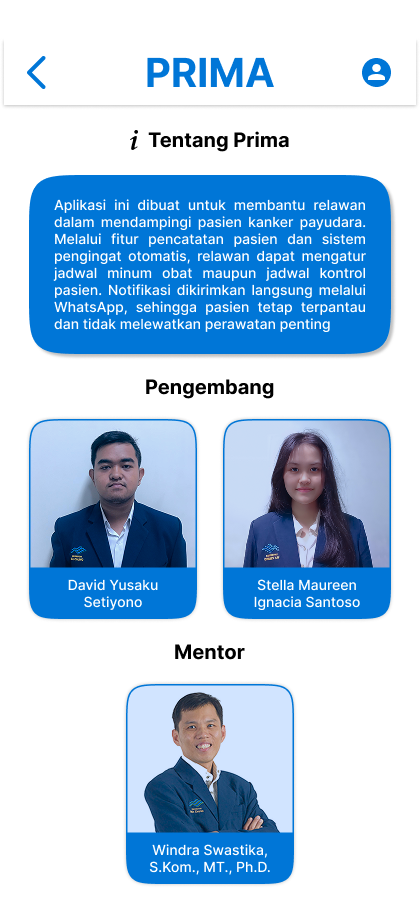 PRIMA
i Tentang Prima
Aplikasi ini dibuat untuk membantu relawan
dalam mendampingi pasien kanker payudara.
Melalui fitur pencatatan pasien dan sistem
pengingat otomatis, relawan dapat mengatur
jadwal minum obat maupun jadwal kontrol
pasien. Notifikasi dikirimkan langsung melalui
WhatsApp, sehingga pasien tetap terpantau
dan tidak melewatkan perawatan penting
Pengembang
David Yusaku
Setiyono
Stella Maureen
Ignacia Santoso
Mentor
Windra Swastika,
S.Kom., MT., Ph.D.